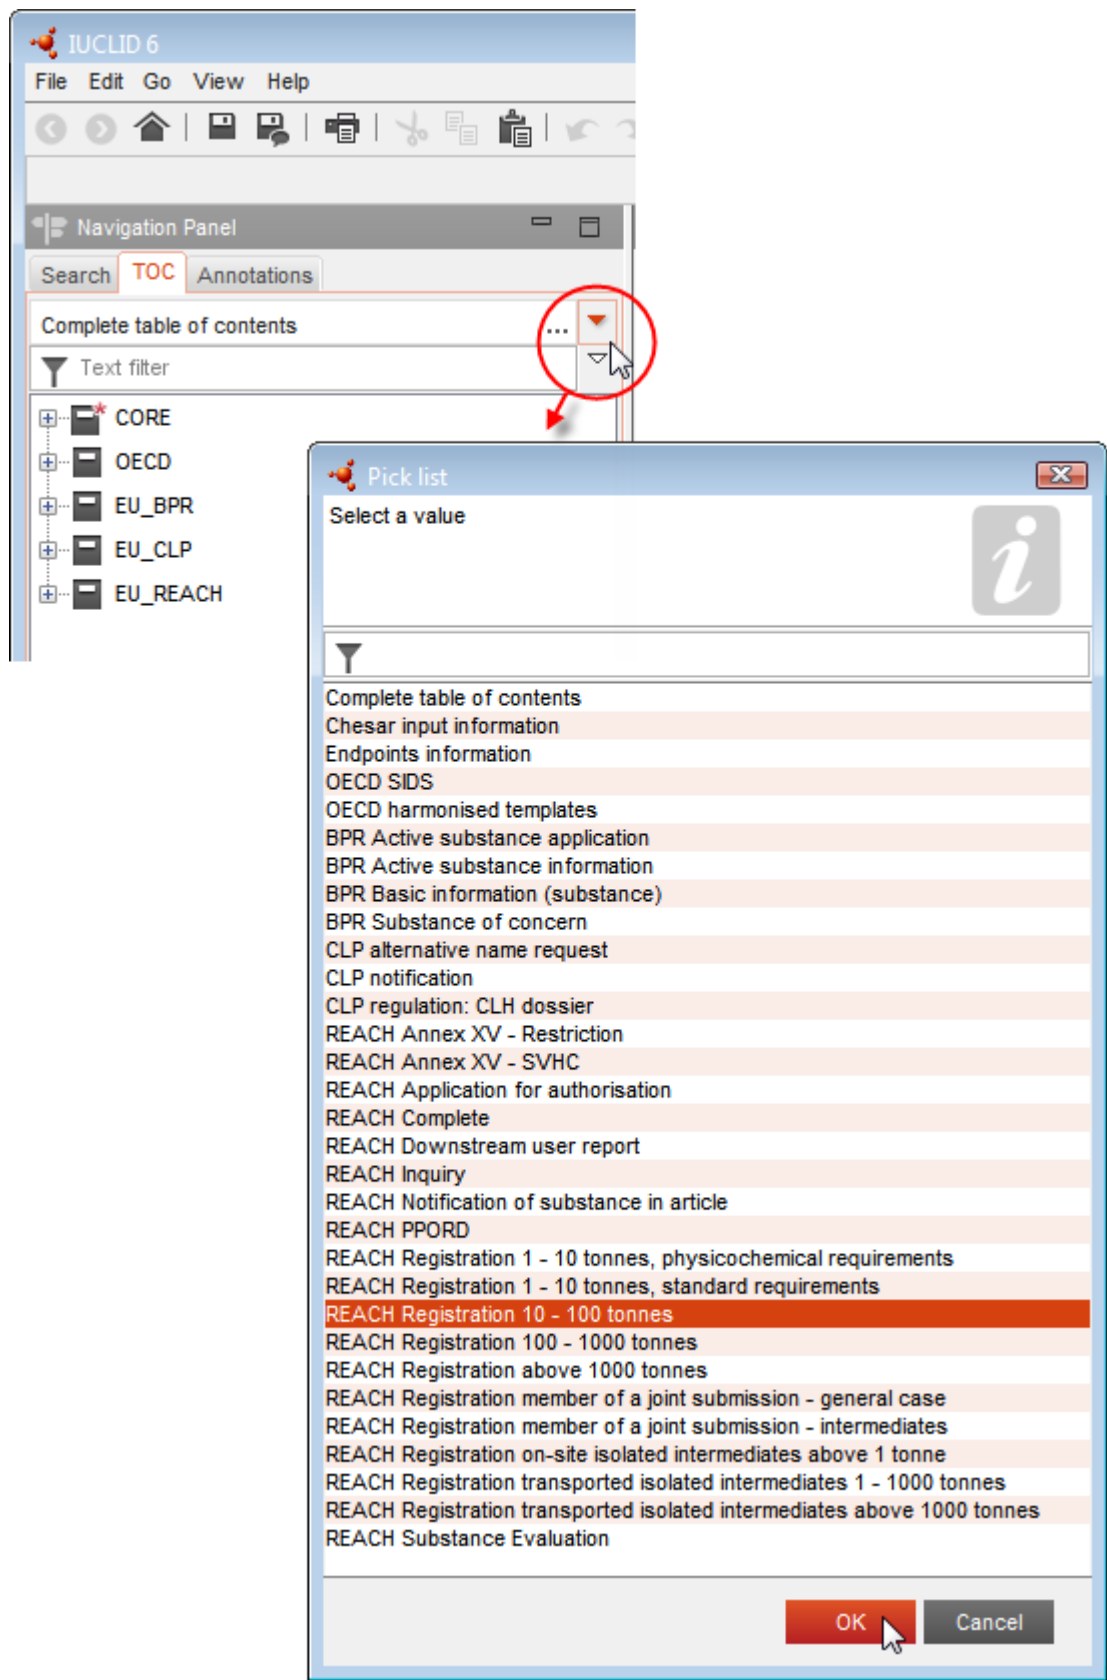 IUCLID 6
File Edit Go View Help
Navigation Panel
Search TOC Annotations
Complete table of contents ...
Text filter
CORE
OECD
EU_BPR
EU_CLP
EU_REACH
Pick list
Select a value
Complete table of contents
Chesar input information
Endpoints information
OECD SIDS
OECD harmonised templates
BPR Active substance application
BPR Active substance information
BPR Basic information (substance)
BPR Substance of concern
CLP alternative name request
CLP notification
CLP regulation: CLH dossier
REACH Annex XV - Restriction
REACH Annex XV - SVHC
REACH Application for authorisation
REACH Complete
REACH Downstream user report
REACH Inquiry
REACH Notification of substance in article
REACH PPORD
REACH Registration 1 - 10 tonnes, physicochemical requirements
REACH Registration 1 - 10 tonnes, standard requirements
REACH Registration 10 - 100 tonnes
REACH Registration 100 - 1000 tonnes
REACH Registration above 1000 tonnes
REACH Registration member of a joint submission - general case
REACH Registration member of a joint submission - intermediates
REACH Registration on-site isolated intermediates above 1 tonne
REACH Registration transported isolated intermediates 1 - 1000 tonnes
REACH Registration transported isolated intermediates above 1000 tonnes
REACH Substance Evaluation
OK Cancel